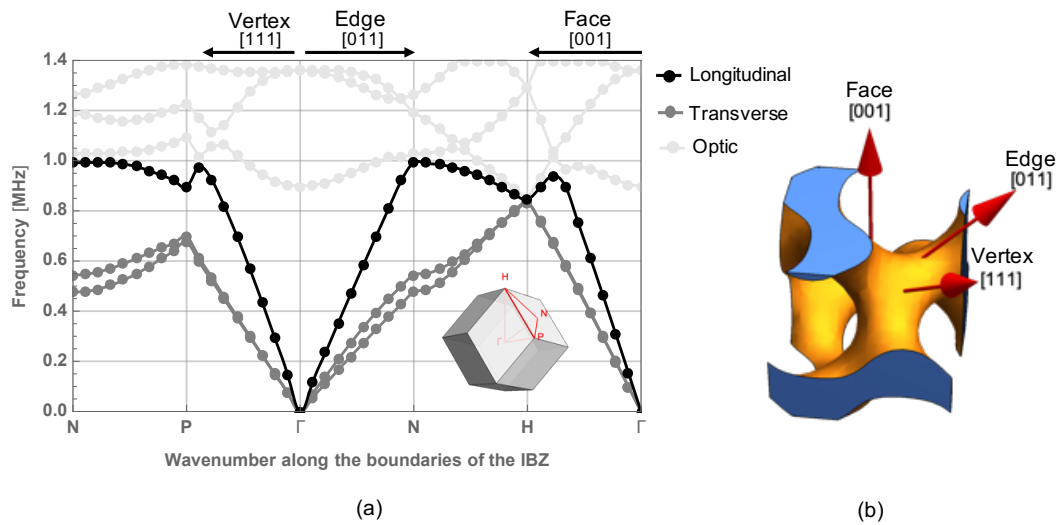 Vertex
[111]
Edge
[011]
Face
[001]
1.4
1.2
1.0
0.8
0.6
0.4
0.2
0.0
Frequency [MHz]
N
P
Γ
N
H
Γ
Wavenumber along the boundaries of the IBZ
H
N
Γ
P
Longitudinal
Transverse
Optic
Face
[001]
Edge
[011]
Vertex
[111]
(a)
(b)